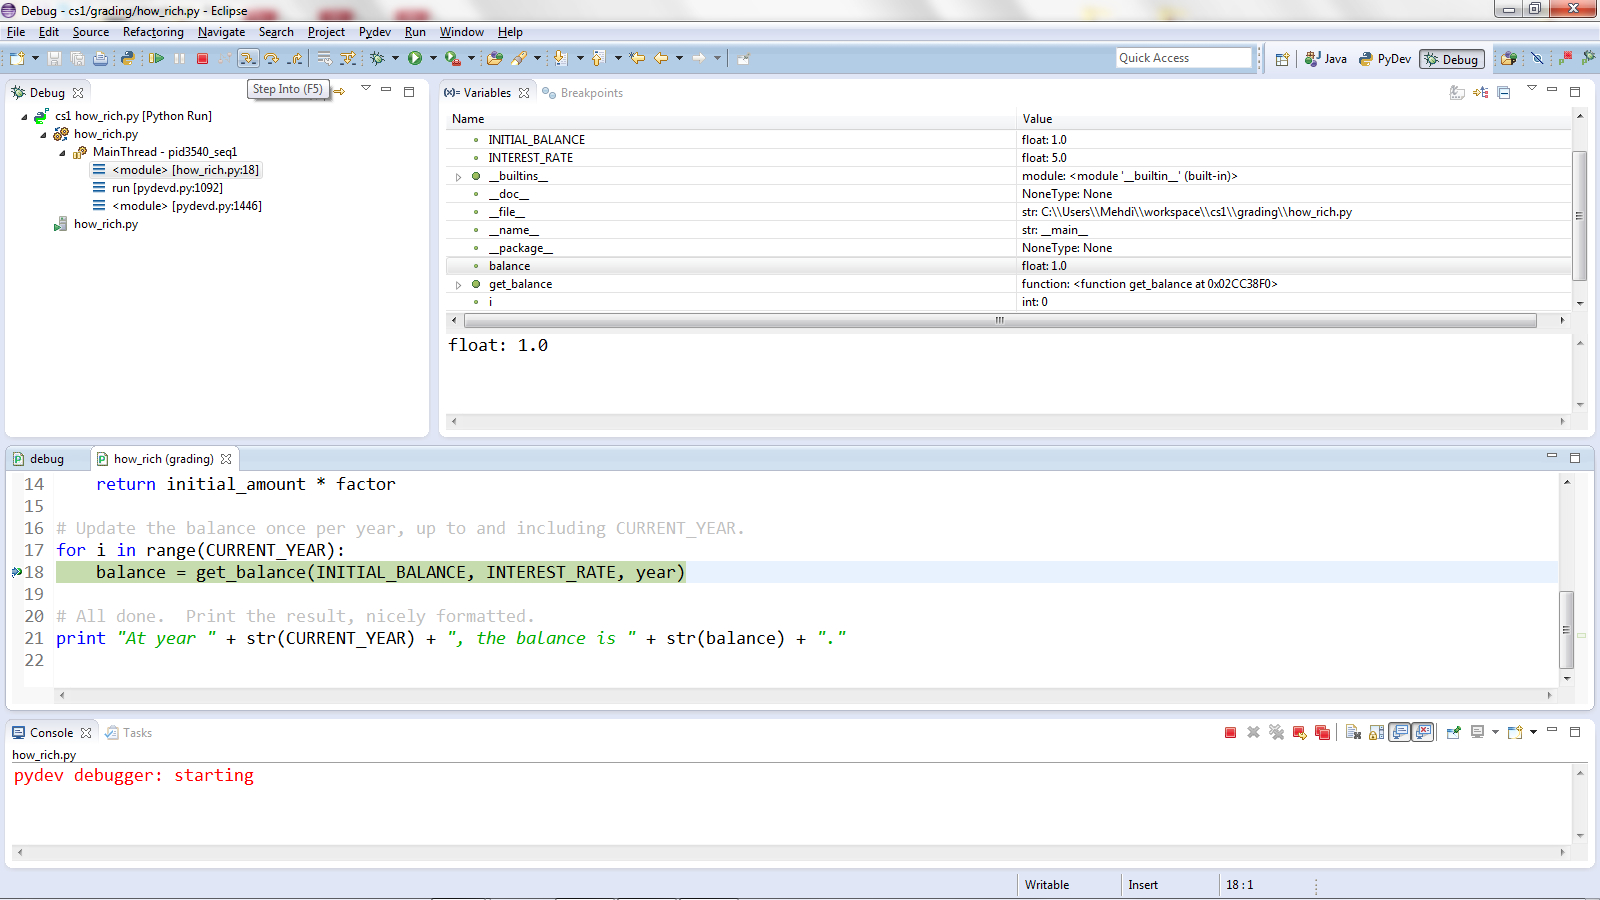 Debug - cs1/grading/how_rich.py - Eclipse
File Edit Source Refactoring Navigate Search Project Pydev Run Window Help
Quick Access
Java
PyDev
Debug
Debug
Step Into (F5)
cs1 how_rich.py [Python Run]
how_rich.py
MainThread - pid3540_seq1
<module> [how_rich.py:18]
run [pydevd.py:1092]
<module> [pydevd.py:1446]
how_rich.py
(x)= Variables Breakpoints
Name Value
INITIAL_BALANCE float: 1.0
INTEREST_RATE float: 5.0
__builtins__ module: <module '__builtin__' (built-in)>
__doc__ NoneType: None
__file__ str: C:\\Users\\Mehdi\\workspace\\cs1\\grading\\how_rich.py
__name__ str: __main__
__package__ NoneType: None
balance float: 1.0
get_balance function: <function get_balance at 0x02CC38F0>
i int: 0
float: 1.0
debug how_rich (grading)
14 return initial_amount * factor
15
16 # Update the balance once per year, up to and including CURRENT_YEAR.
17 for i in range(CURRENT_YEAR):
18 balance = get_balance(INITIAL_BALANCE, INTEREST_RATE, year)
19
20 # All done.  Print the result, nicely formatted.
21 print "At year " + str(CURRENT_YEAR) + ", the balance is " + str(balance) + "."
22
Console Tasks
how_rich.py
pydev debugger: starting
Writable Insert 18 : 1